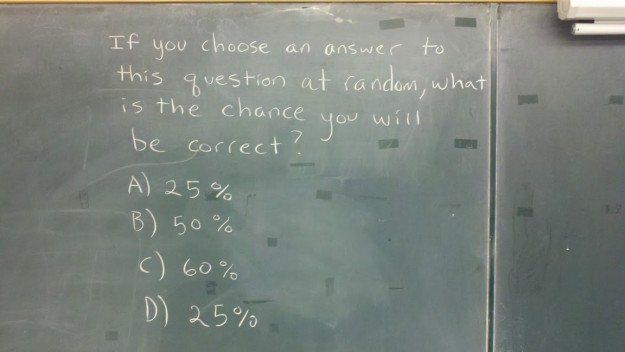 If you choose an answer to
this question at random, what
is the chance you will
be correct?
A) 25%
B) 50%
C) 60%
D) 25%